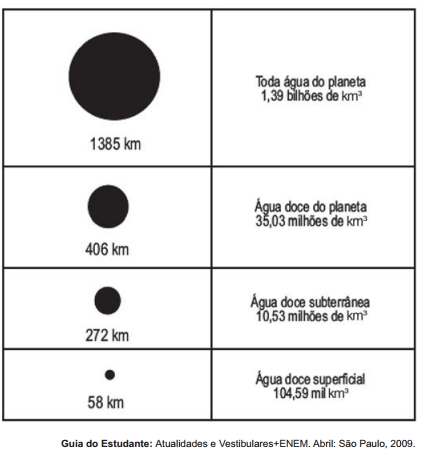 1385 km
Toda água do planeta
1,39 bilhões de km³
406 km
Água doce do planeta
35,03 milhões de km³
272 km
Água doce subterrânea
10,53 milhões de km³
58 km
Água doce superficial
104,59 mil km³
Guia do Estudante: Atualidades e Vestibulares+ENEM. Abril: São Paulo, 2009.